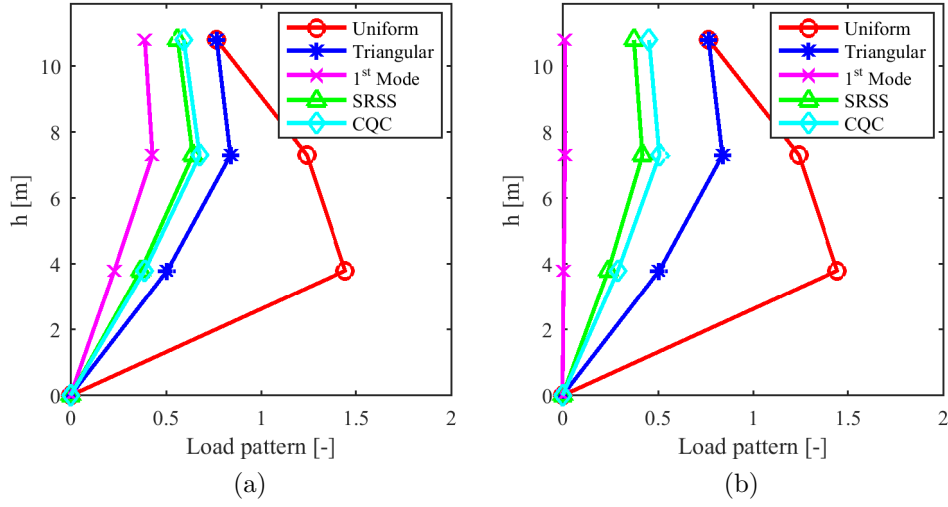 10
8
6
4
2
0
h [m]
0
0.5
1
1.5
2
Load pattern [-]
Uniform
Triangular
1st Mode
SRSS
CQC
(a)
10
8
6
4
2
0
h [m]
0
0.5
1
1.5
2
Load pattern [-]
Uniform
Triangular
1st Mode
SRSS
CQC
(b)